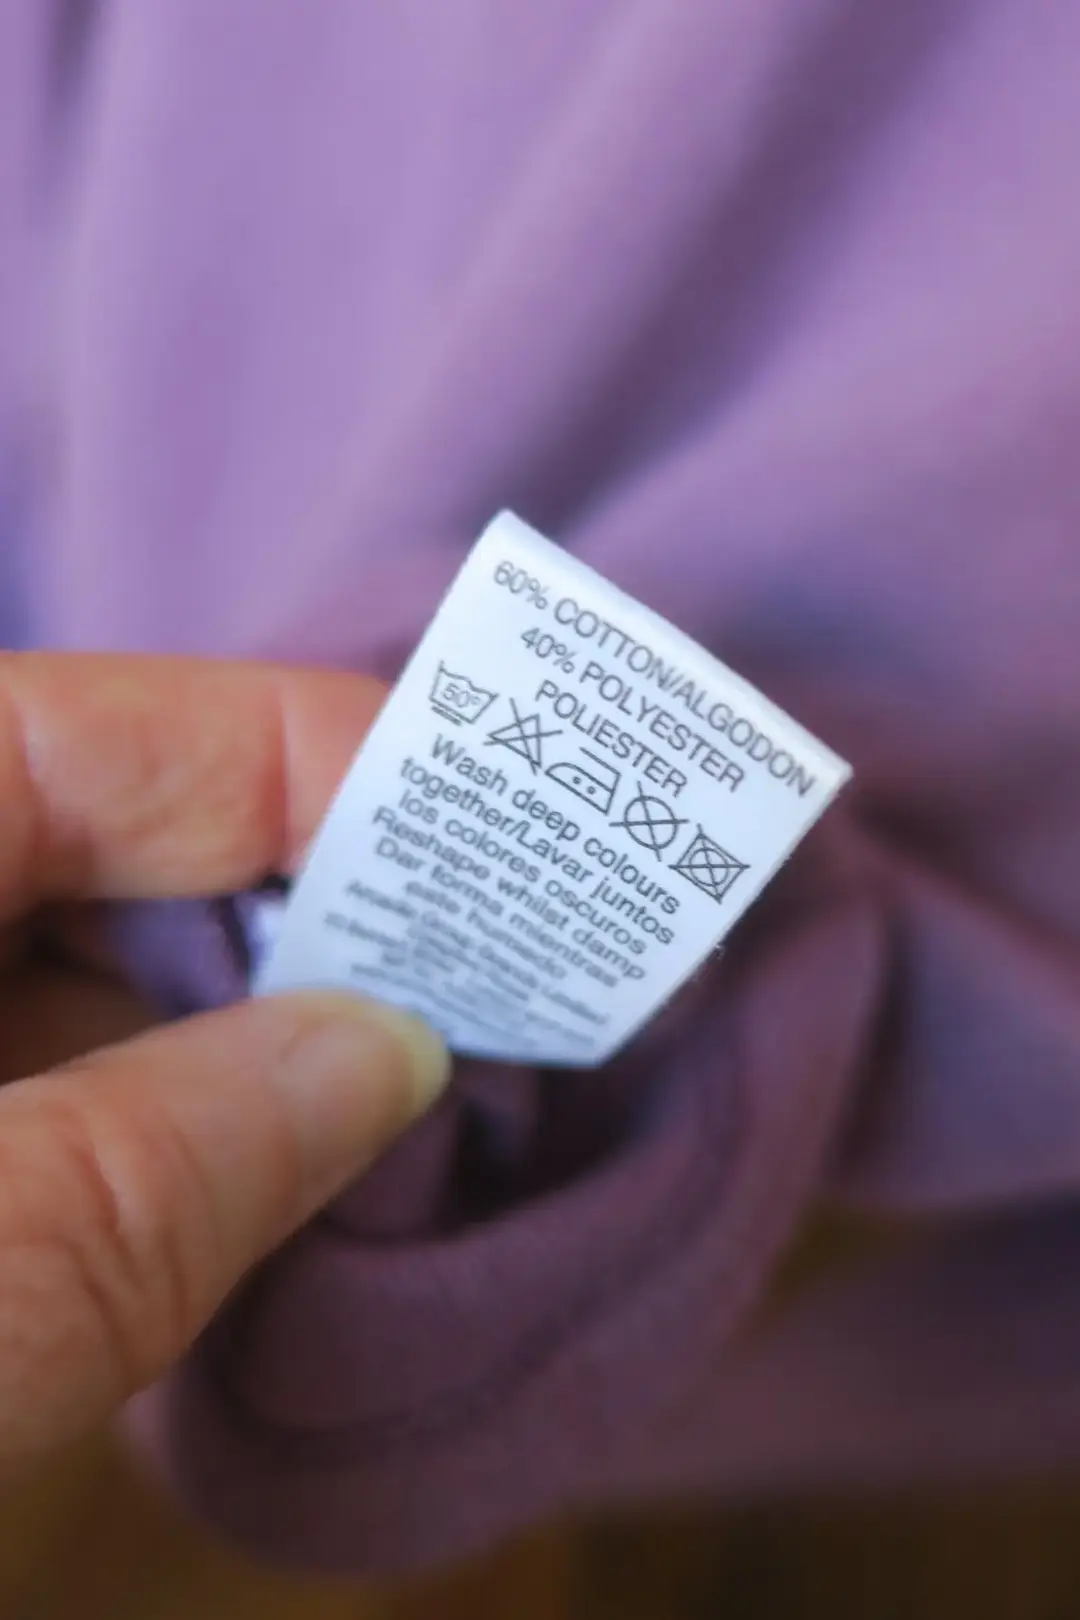 60% COTTON/ALGODON
40% POLYESTER
POLIESTER
50°
Wash deep colours
together/Lavar juntos
los colores oscuros
Reshape whilst damp
Dar forma mientras
este humedo